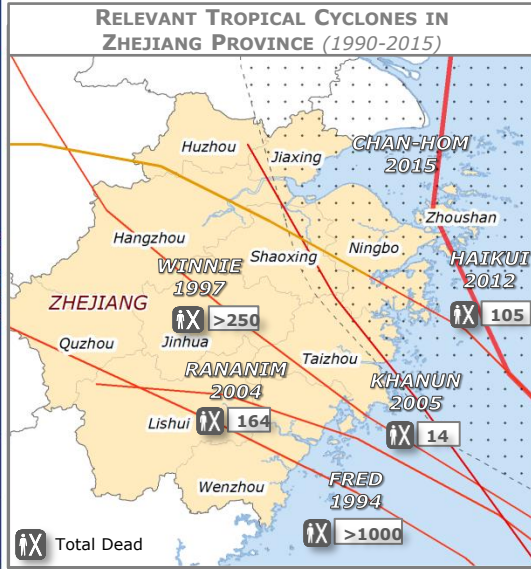 RELEVANT TROPICAL CYCLONES IN
ZHEJIANG PROVINCE (1990-2015)
Huzhou
Jiaxing
CHAN-HOM
2015
Zhoushan
Hangzhou
Shaoxing
Ningbo
WINNIE
1997
>250
HAIKUI
2012
105
ZHEJIANG
Quzhou
Jinhua
Taizhou
RANANIM
2004
164
KHANUN
2005
14
Lishui
Wenzhou
FRED
1994
>1000
Total Dead